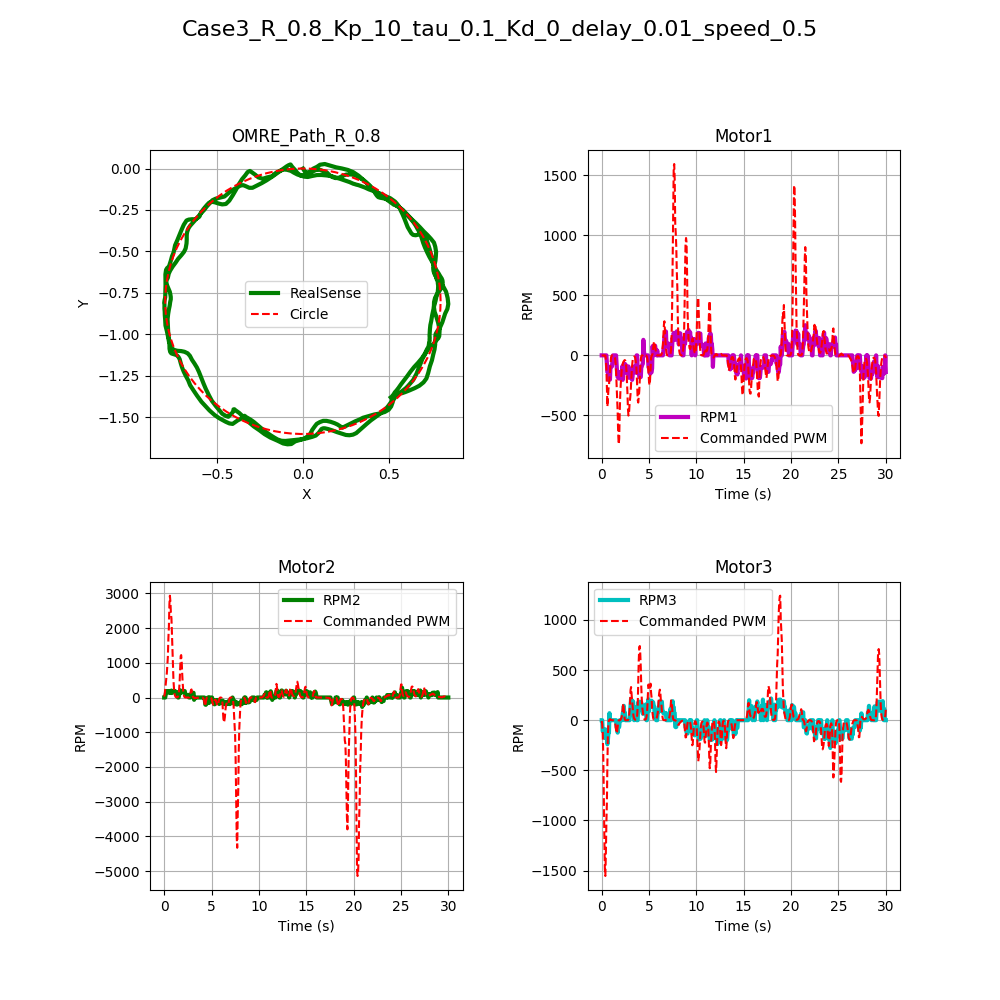 Case3_R_0.8_Kp_10_tau_0.1_Kd_0_delay_0.01_speed_0.5
OMRE_Path_R_0.8
0.00
−0.25
−0.50
−0.75
−1.00
−1.25
−1.50
Y
RealSense
Circle
−0.5
0.0
0.5
X
Motor1
1500
1000
500
0
−500
RPM
RPM1
Commanded PWM
0
5
10
15
20
25
30
Time (s)
Motor2
3000
2000
1000
0
−1000
−2000
−3000
−4000
−5000
RPM
RPM2
Commanded PWM
0
5
10
15
20
25
30
Time (s)
Motor3
1000
500
0
−500
−1000
−1500
RPM
RPM3
Commanded PWM
0
5
10
15
20
25
30
Time (s)